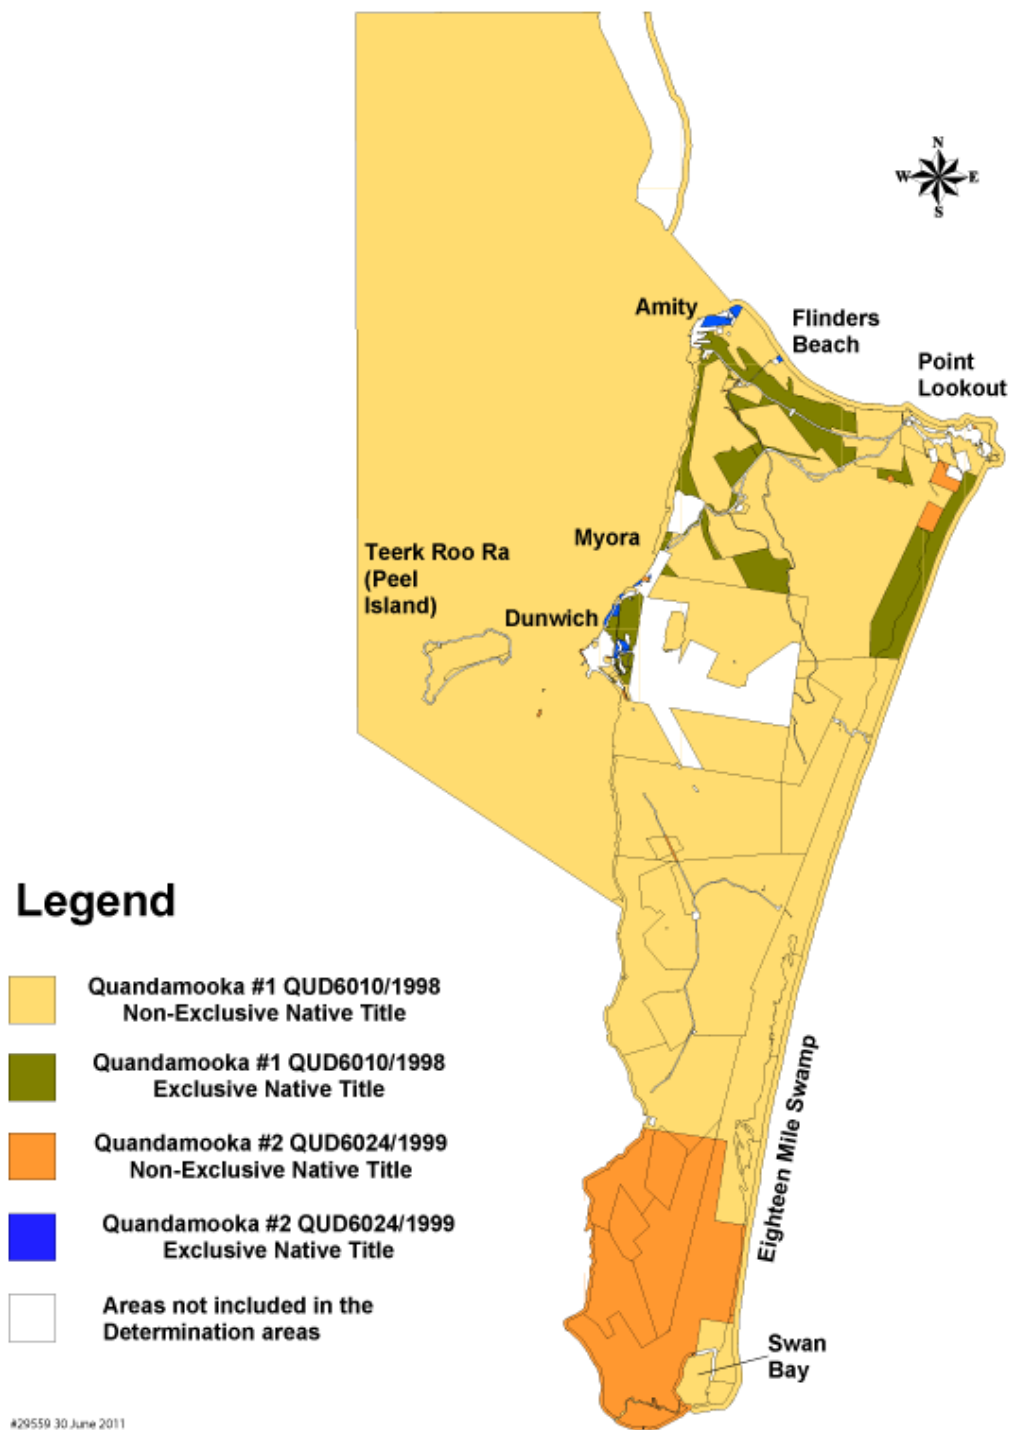 N
W E
S
Amity
Flinders
Beach
Point
Lookout
Myora
Teerk Roo Ra
(Peel
Island)
Dunwich
Legend
Quandamooka #1 QUD6010/1998
Non-Exclusive Native Title
Quandamooka #1 QUD6010/1998
Exclusive Native Title
Quandamooka #2 QUD6024/1999
Non-Exclusive Native Title
Quandamooka #2 QUD6024/1999
Exclusive Native Title
Areas not included in the
Determination areas
Eighteen Mile Swamp
Swan
Bay
#29559 30 June 2011